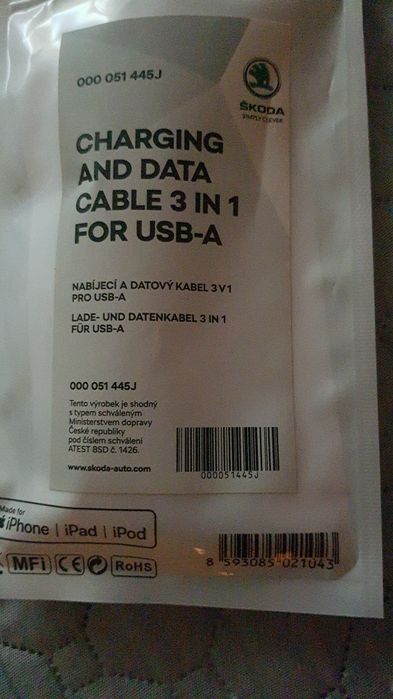 000 051 445J
ŠKODA
SIMPLY CLEVER
CHARGING
AND DATA
CABLE 3 IN 1
FOR USB-A
NABÍJECÍ A DATOVÝ KABEL 3 V 1
PRO USB-A
LADE- UND DATENKABEL 3 IN 1
FÜR USB-A
000 051 445J
Tento výrobek je shodný
s typem schváleným
Ministerstvem dopravy
České republiky
pod číslem schválení
ATEST 8SD č. 1426.
www.skoda-auto.com
000051445J
Made for
iPhone | iPad | iPod
MFi CE RoHS
8 593085 021043